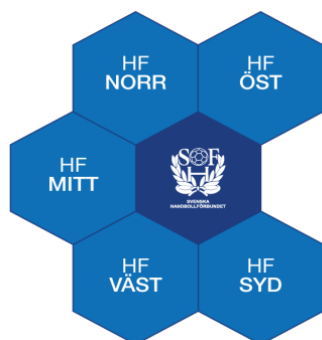 HF
NORR
HF
ÖST
HF
MITT
S F
H
SVENSKA
HANDBOLLFÖRBUNDET
HF
VÄST
HF
SYD